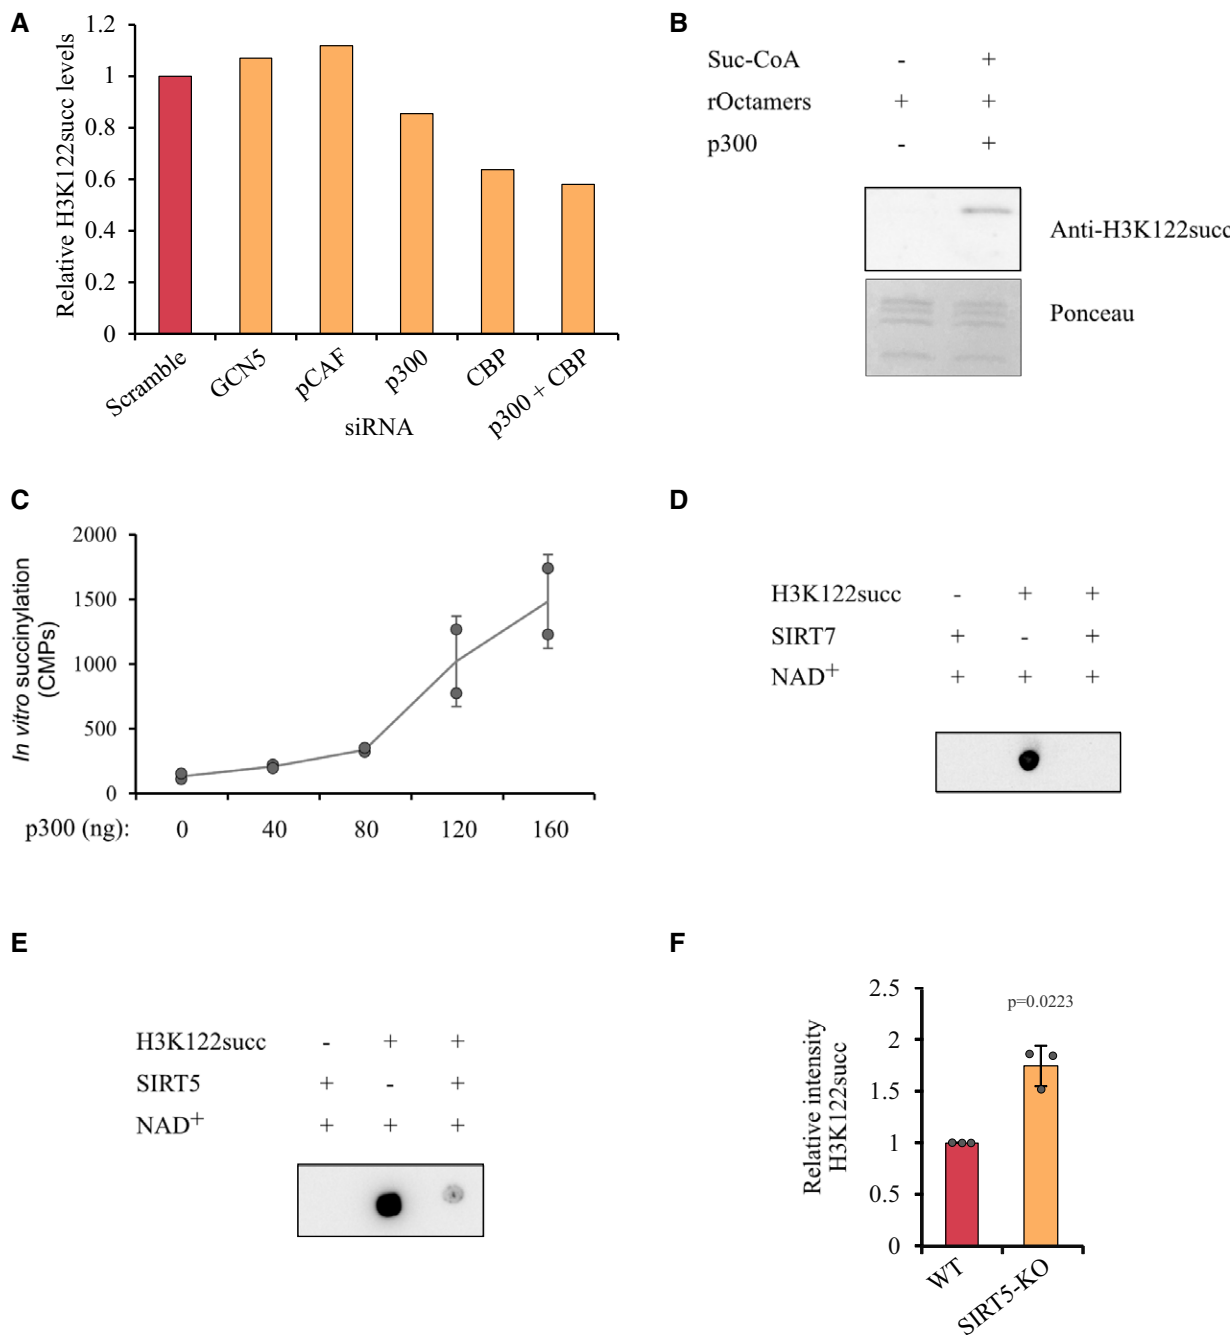 A
1.2
1
0.8
0.6
0.4
0.2
0
Relative H3K122succ levels
Scramble
GCN5
pCAF
p300
CBP
p300 + CBP
siRNA
B
Suc-CoA - +
rOctamers + +
p300 - +
Anti-H3K122succ
Ponceau
C
2000
1500
1000
500
0
In vitro succinylation
(CMPs)
p300 (ng): 0 40 80 120 160
D
H3K122succ - + +
SIRT7 + - +
NAD+ + + +
E
H3K122succ - + +
SIRT5 + - +
NAD+ + + +
F
2.5
2
1.5
1
0.5
0
Relative intensity
H3K122succ
p=0.0223
WT
SIRT5-KO